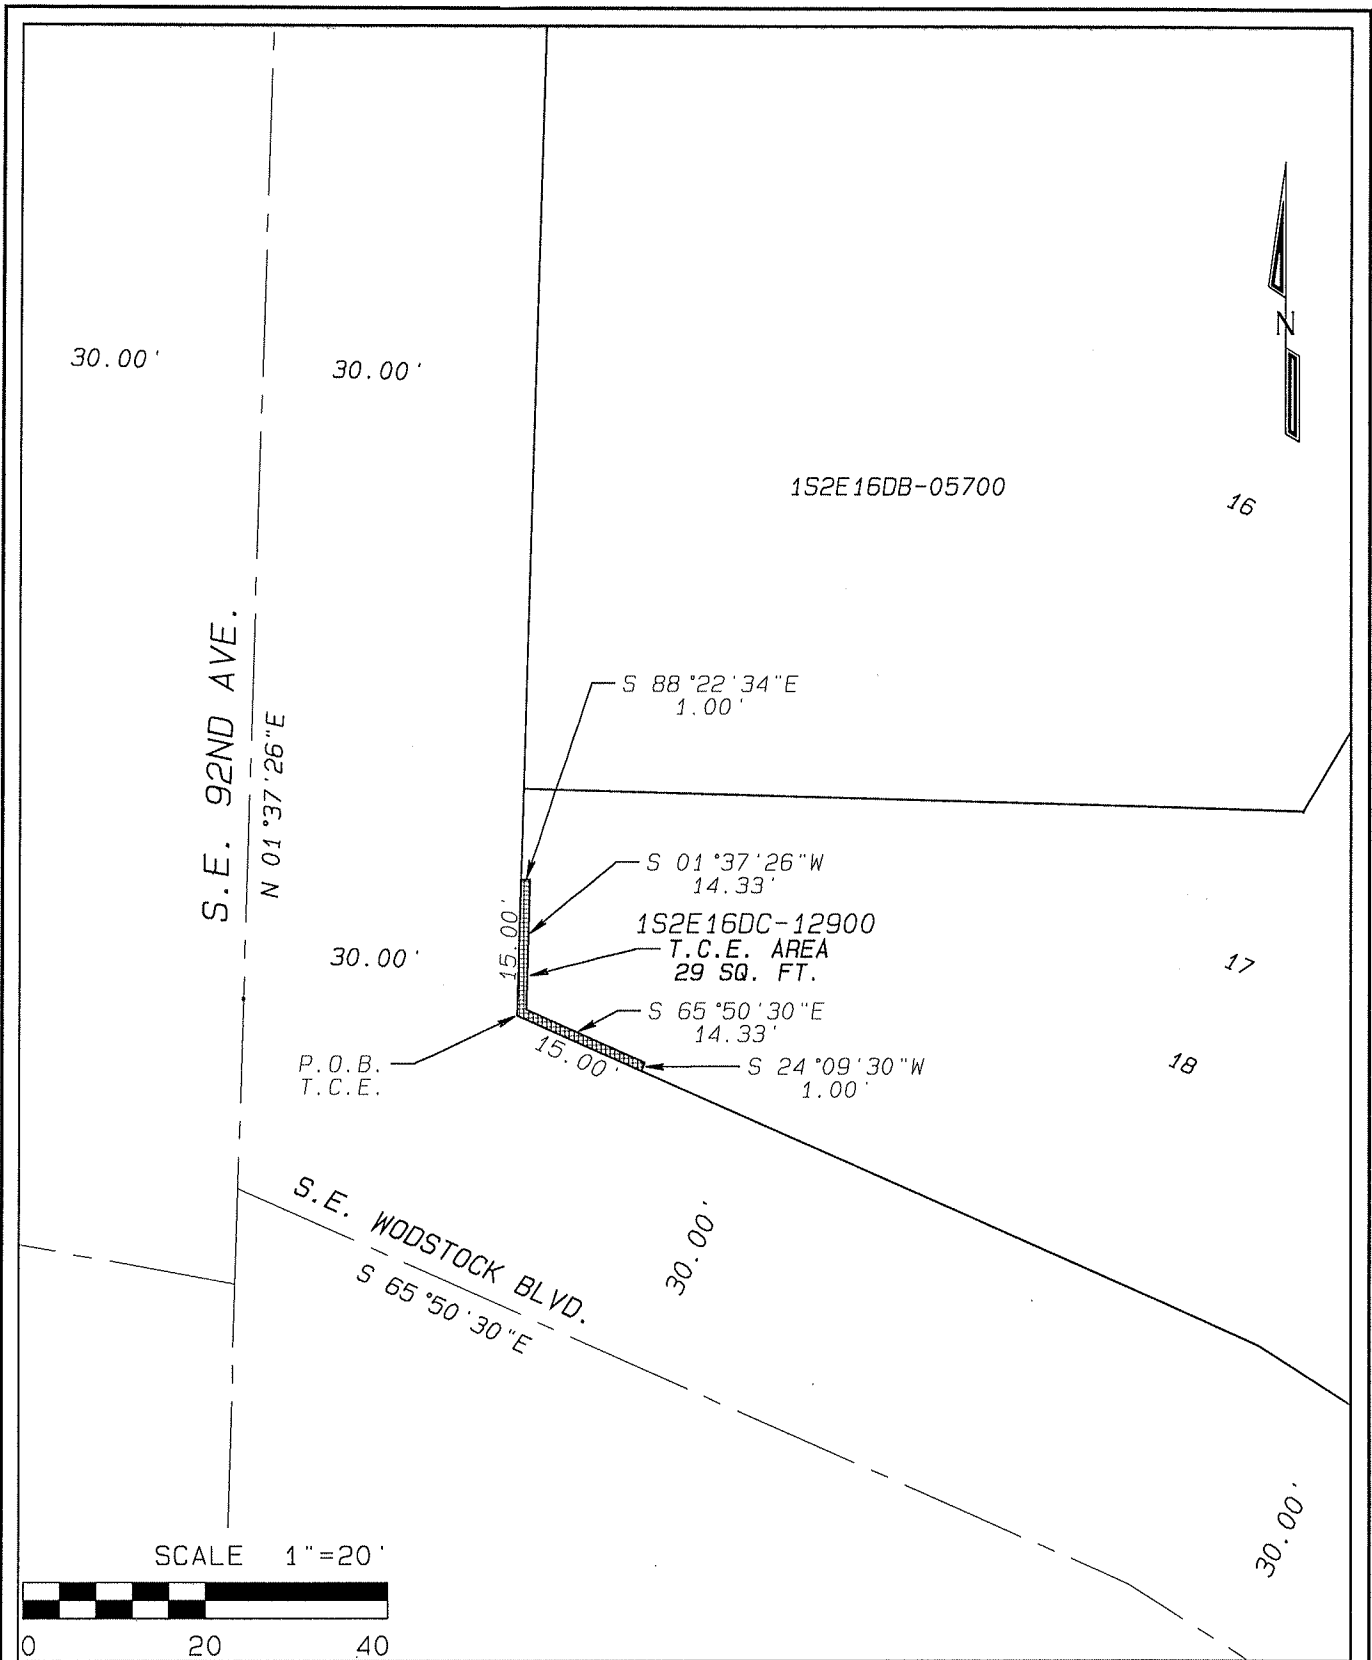 N
30.00'
30.00'
1S2E16DB-05700
16
S.E. 92ND AVE.
N 01°37'26"E
S 88°22'34"E
1.00'
S 01°37'26"W
14.33'
15.00'
1S2E16DC-12900
T.C.E. AREA
29 SQ. FT.
30.00'
17
S 65°50'30"E
14.33'
15.00'
P.O.B.
T.C.E.
S 24°09'30"W
1.00'
18
S.E. WODSTOCK BLVD.
S 65°50'30"E
30.00'
30.00'
SCALE 1"=20'
0 20 40